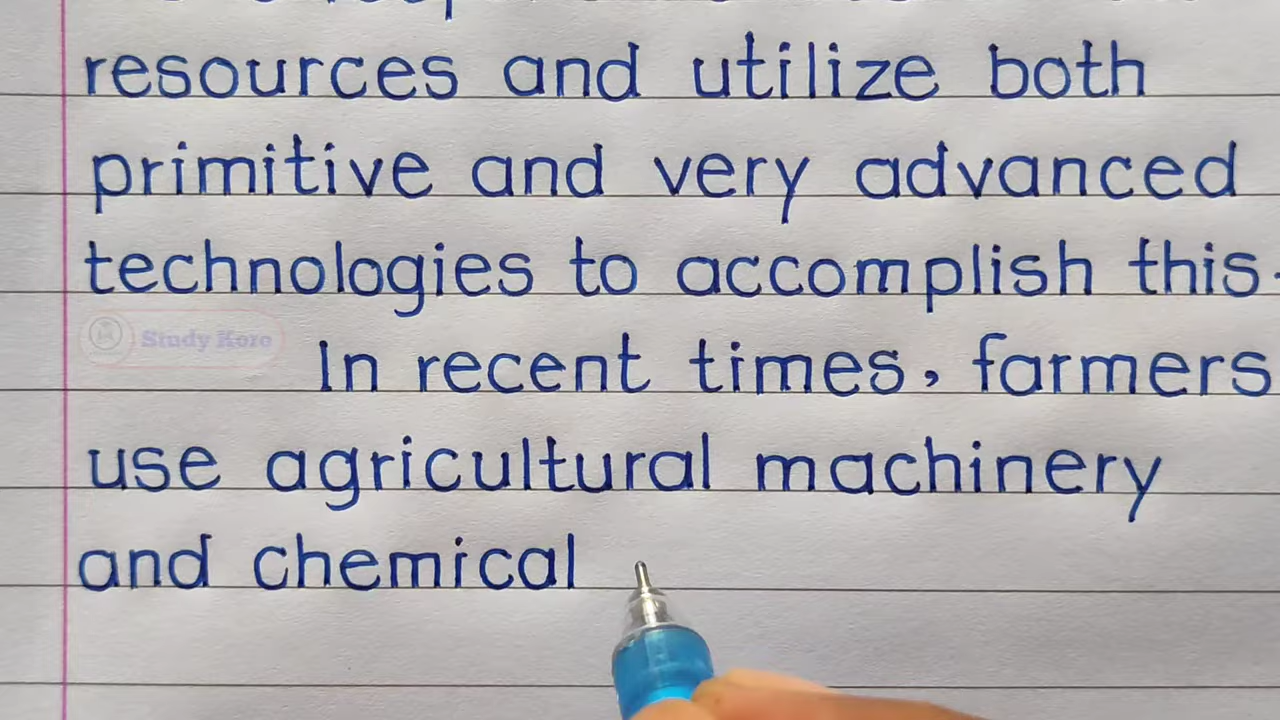 resources and utilize both
primitive and very advanced
technologies to accomplish this.
Study Koro
In recent times, farmers
use agricultural machinery
and chemical